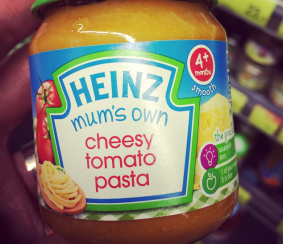 HEINZ
mum's own
cheesy
tomato
pasta
4+
months
smooth